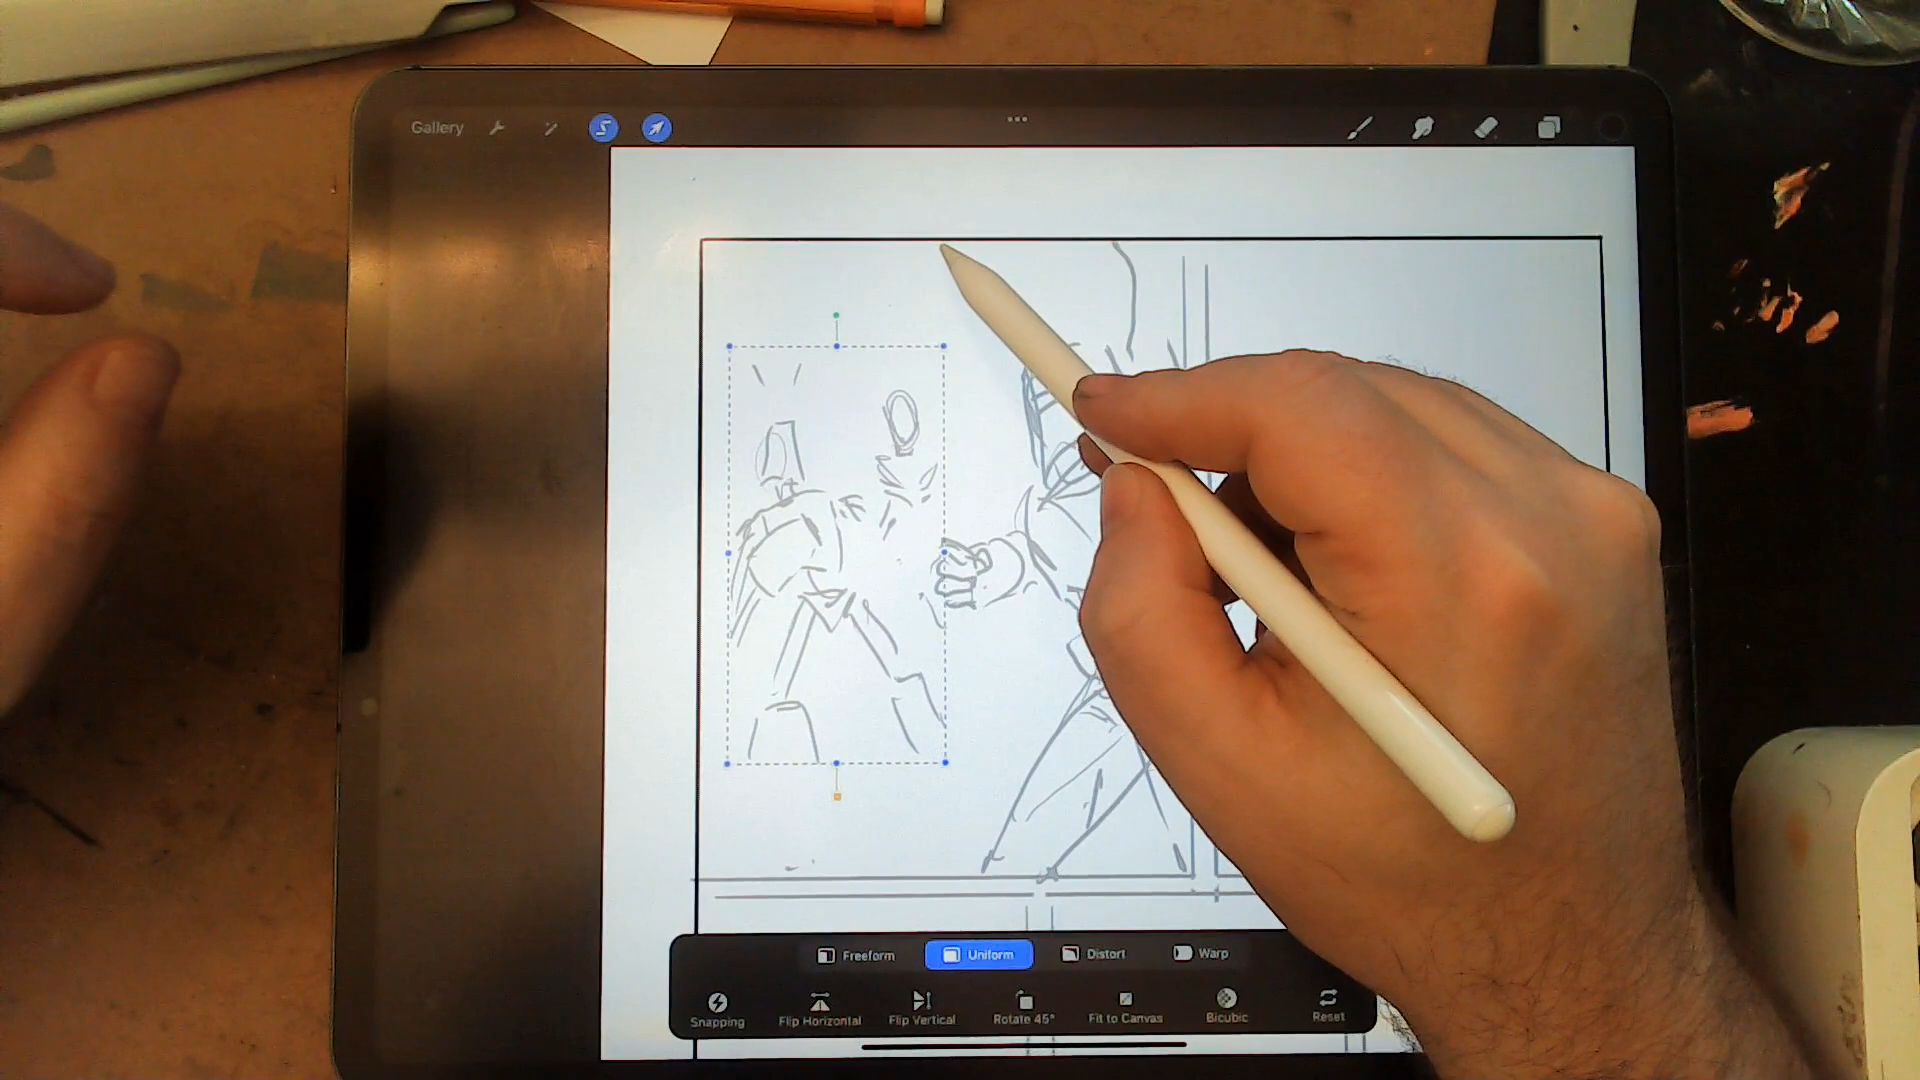 Gallery
Freeform Uniform Distort Warp
Snapping Flip Horizontal Flip Vertical Rotate 45° Fit to Canvas Bicubic Reset